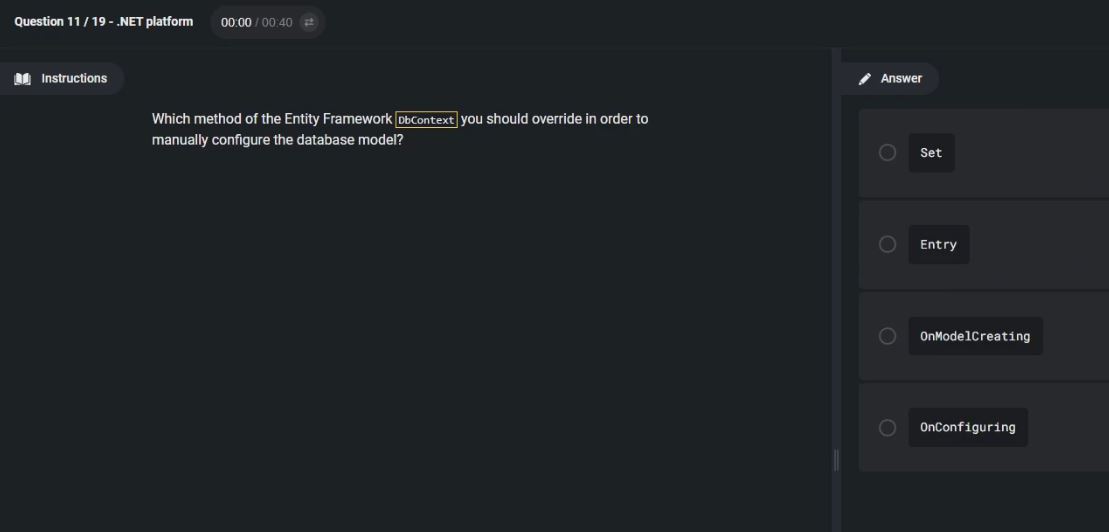 Question 11 / 19 - .NET platform
00:00 / 00:40
Instructions
Which method of the Entity Framework DbContext you should override in order to
manually configure the database model?
Answer
Set
Entry
OnModelCreating
OnConfiguring